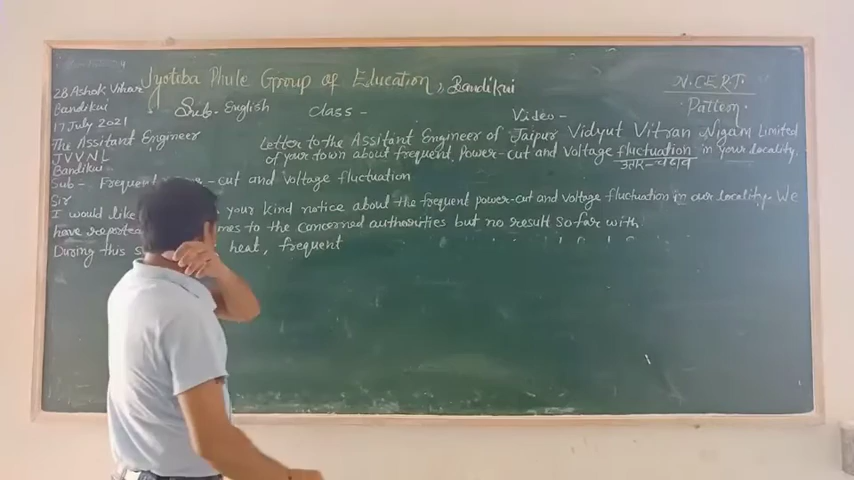 Jyotoba Phule Group of Education, Bandikui
N.C.E.R.T.
Pattern.
Sub- English
Class -
Video -
28 Ashok Vihar
Bandikui
17 July 2021
The Assitant Engineer
J V V N L
Bandikui
Letter to the Assitant Engineer of Jaipur Vidyut Vitran Nigam Limited
of your town about frequent Power-cut and voltage fluctuation in your locality.
Sub- Frequent -cut and voltage fluctuation
Sir
I would like your kind notice about the frequent power-cut and voltage fluctuation in our locality. We
have reported to the concerned authorities but no result so far with
During this heat, frequent